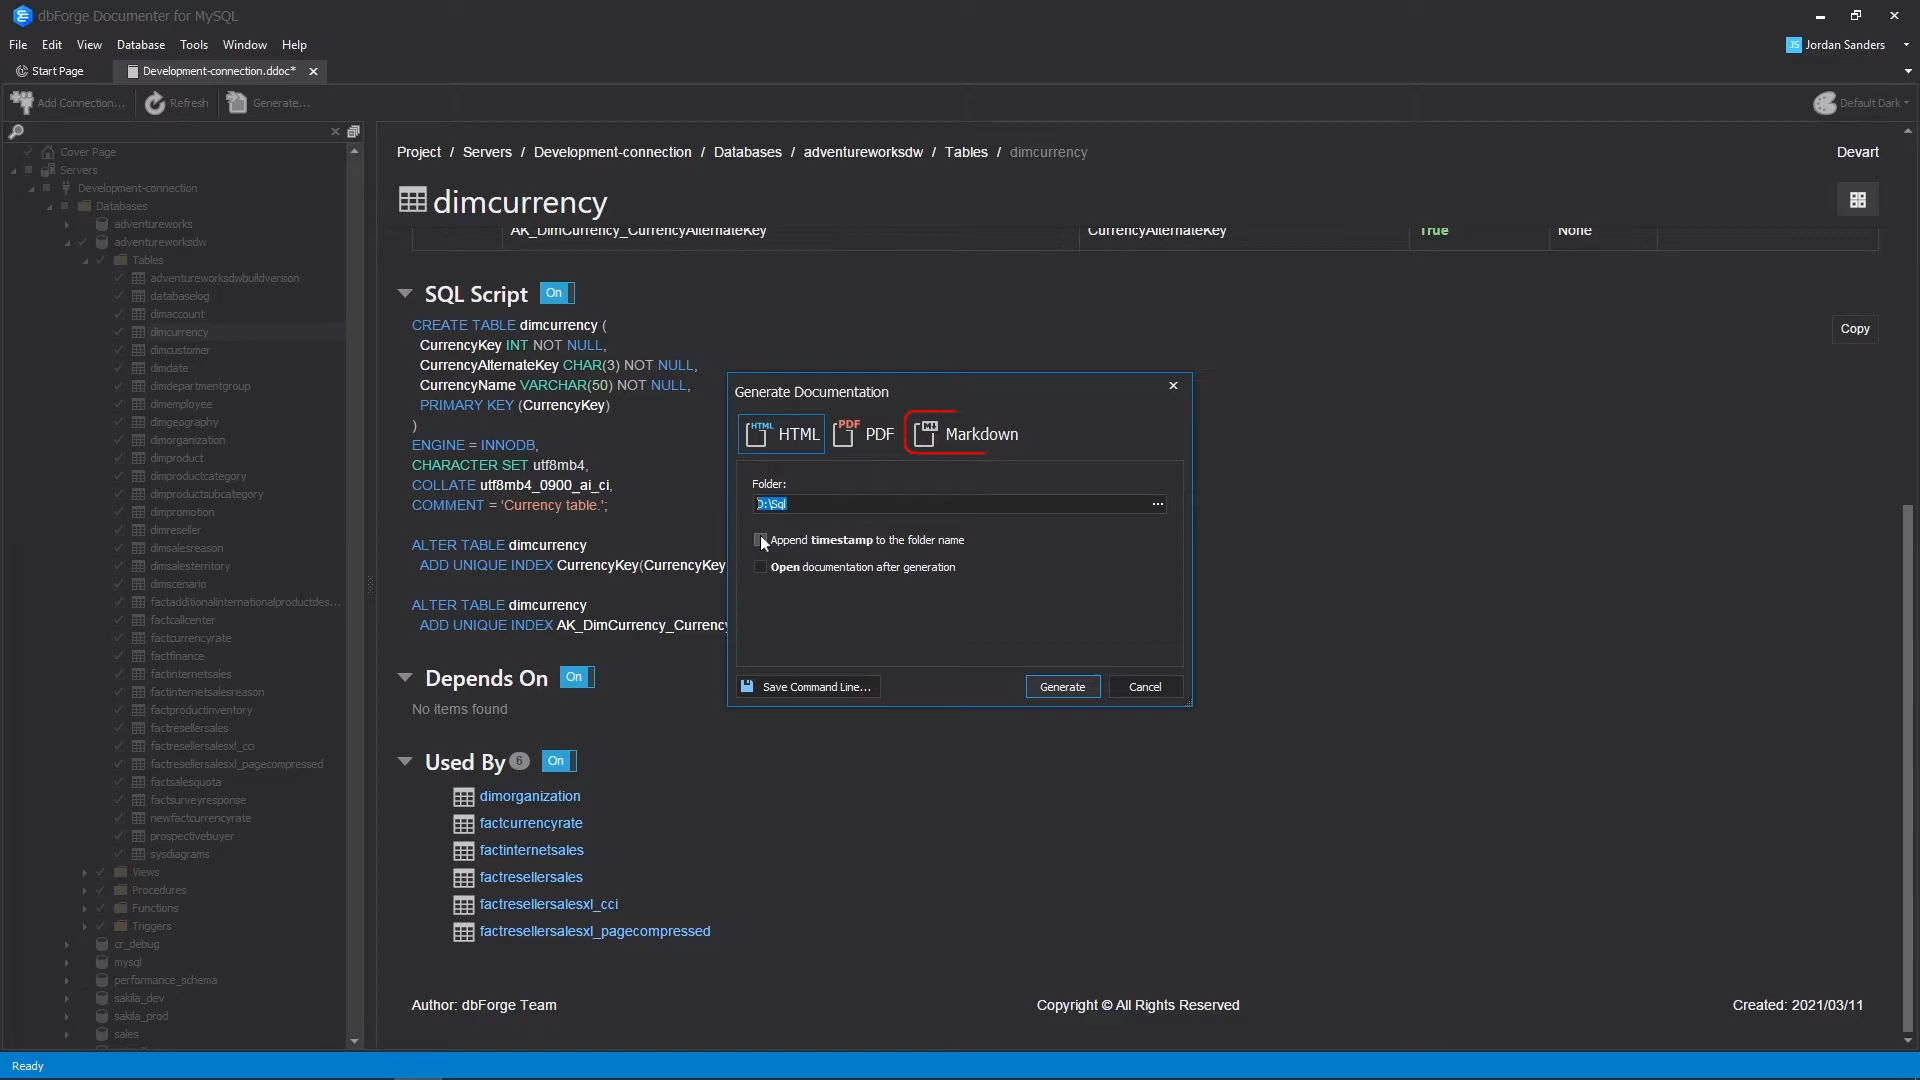 dbForge Documenter for MySQL
File Edit View Database Tools Window Help
JS Jordan Sanders
Start Page
Development-connection.ddoc*
Add Connection... Refresh Generate...
Default Dark
Cover Page
Servers
Development-connection
Databases
adventureworks
adventureworksdw
Tables
adventureworksdwbuildversion
databaselog
dimaccount
dimcurrency
dimcustomer
dimdate
dimdepartmentgroup
dimemployee
dimgeography
dimorganization
dimproduct
dimproductcategory
dimproductsubcategory
dimpromotion
dimreseller
dimsalesreason
dimsalesterritory
dimscenario
factadditionalinternationalproductdes...
factcallcenter
factcurrencyrate
factfinance
factinternetsales
factinternetsalesreason
factproductinventory
factresellersales
factresellersalesxl_cci
factresellersalesxl_pagecompressed
factsalesquota
factsurveyresponse
newfactcurrencyrate
prospectivebuyer
sysdiagrams
Views
Procedures
Functions
Triggers
cr_debug
mysql
performance_schema
sakila_dev
sakila_prod
sales
Project / Servers / Development-connection / Databases / adventureworksdw / Tables / dimcurrency
Devart
dimcurrency
AK_DimCurrency_CurrencyAlternateKey CurrencyAlternateKey True None
SQL Script On
Copy
CREATE TABLE dimcurrency (
CurrencyKey INT NOT NULL,
CurrencyAlternateKey CHAR(3) NOT NULL,
CurrencyName VARCHAR(50) NOT NULL,
PRIMARY KEY (CurrencyKey)
)
ENGINE = INNODB,
CHARACTER SET utf8mb4,
COLLATE utf8mb4_0900_ai_ci,
COMMENT = 'Currency table.';
ALTER TABLE dimcurrency
ADD UNIQUE INDEX CurrencyKey(CurrencyKey
ALTER TABLE dimcurrency
ADD UNIQUE INDEX AK_DimCurrency_Currency
Depends On On
No items found
Used By 6 On
dimorganization
factcurrencyrate
factinternetsales
factresellersales
factresellersalesxl_cci
factresellersalesxl_pagecompressed
Author: dbForge Team
Copyright © All Rights Reserved
Created: 2021/03/11
Generate Documentation
HTML HTML PDF PDF M↓ Markdown
Folder:
D:\Sql
...
Append timestamp to the folder name
Open documentation after generation
Save Command Line...
Generate
Cancel
Ready